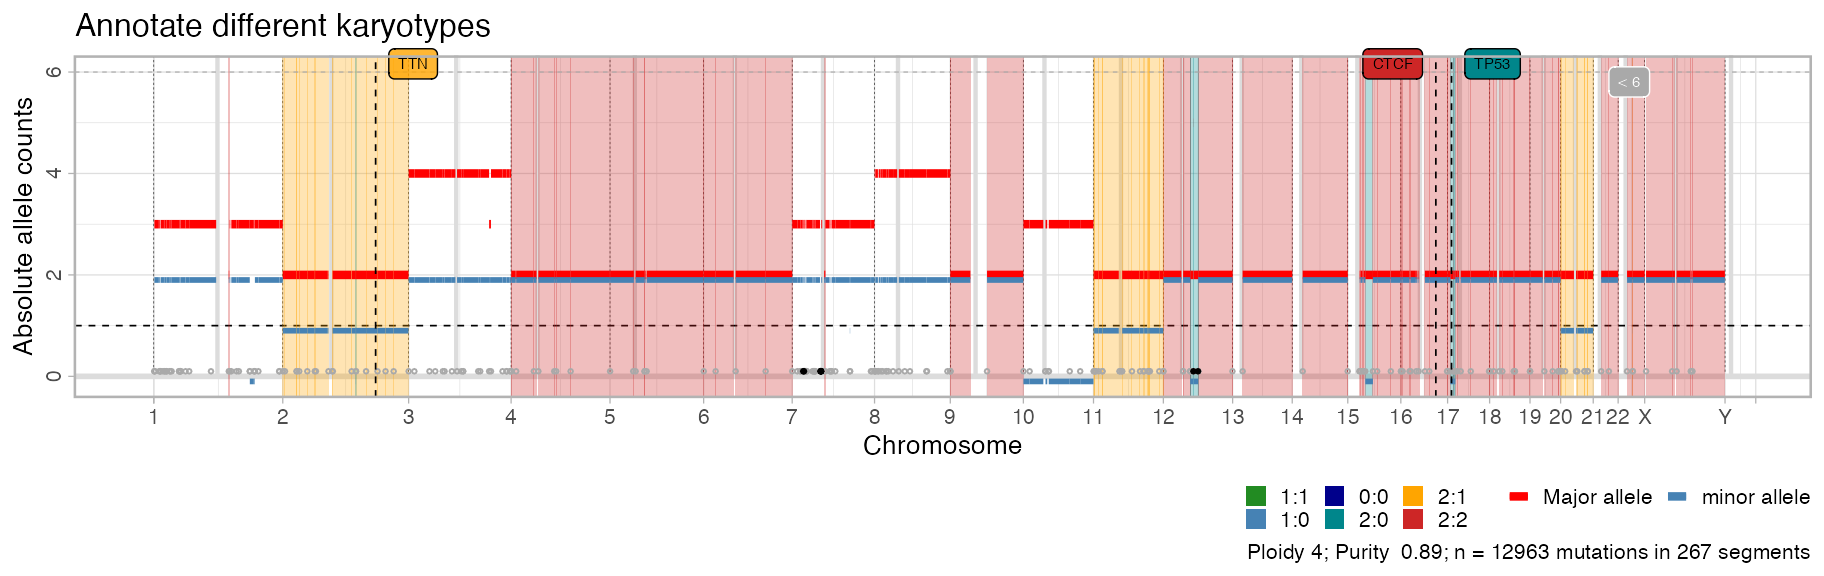 Annotate different karyotypes
TTN
CTCF
TP53
< 6
6
4
2
0
Absolute allele counts
1 2 3 4 5 6 7 8 9 10 11 12 13 14 15 16 17 18 19 20 21 22 X Y
Chromosome
1:1 0:0 2:1 Major allele minor allele
1:0 2:0 2:2
Ploidy 4; Purity 0.89; n = 12963 mutations in 267 segments